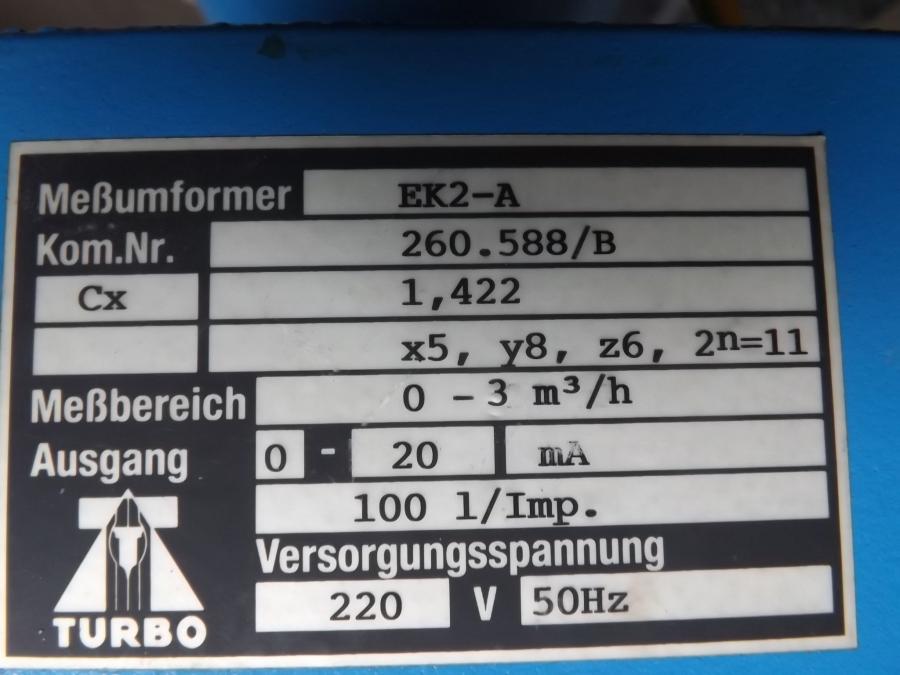 Meßumformer EK2-A
Kom.Nr. 260.588/B
Cx 1,422
x5, y8, z6, 2n=11
Meßbereich 0 - 3 m³/h
Ausgang 0 - 20 mA
100 l/Imp.
Versorgungsspannung
220 V 50Hz
TURBO